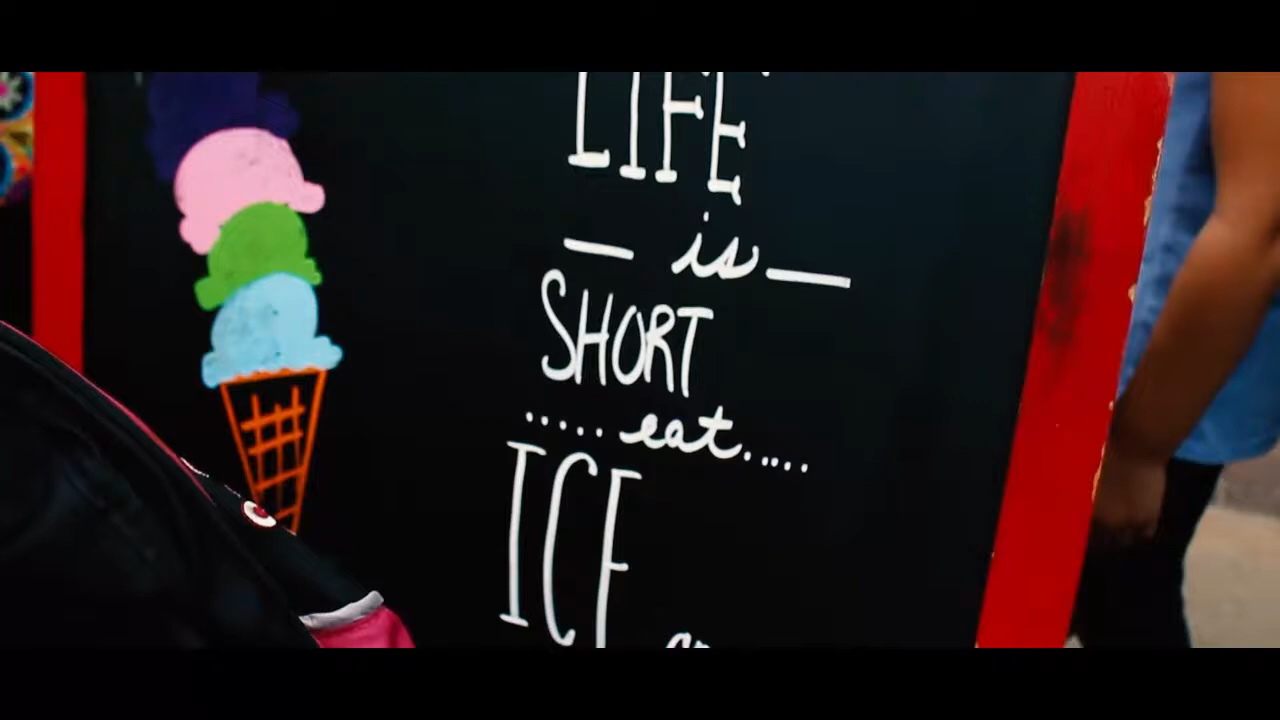 LIFE
— is —
SHORT
..... eat.....
ICE